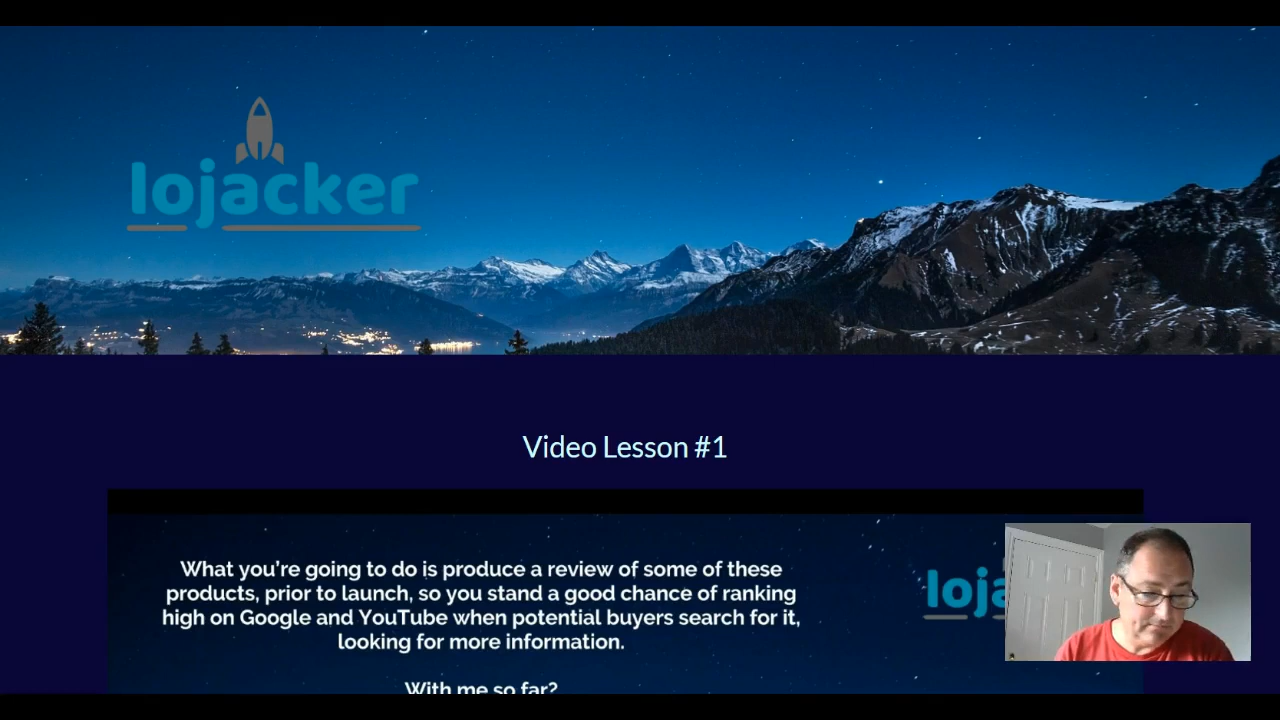 lojacker
Video Lesson #1
What you're going to do is produce a review of some of these
products, prior to launch, so you stand a good chance of ranking
high on Google and YouTube when potential buyers search for it,
looking for more information.
loja
With me so far?